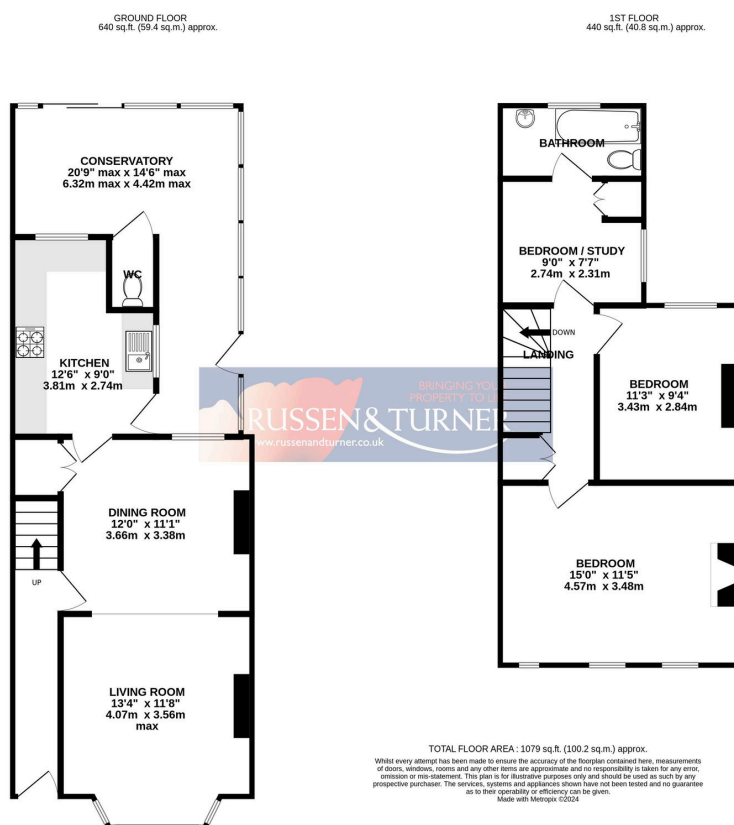 GROUND FLOOR
640 sq.ft. (59.4 sq.m.) approx.
1ST FLOOR
440 sq.ft. (40.8 sq.m.) approx.
CONSERVATORY
20'9" max x 14'6" max
6.32m max x 4.42m max
WC
KITCHEN
12'6" x 9'0"
3.81m x 2.74m
DINING ROOM
12'0" x 11'1"
3.66m x 3.38m
UP
LIVING ROOM
13'4" x 11'8"
4.07m x 3.56m
max
BATHROOM
BEDROOM / STUDY
9'0" x 7'7"
2.74m x 2.31m
DOWN
LANDING
BEDROOM
11'3" x 9'4"
3.43m x 2.84m
BEDROOM
15'0" x 11'5"
4.57m x 3.48m
BRINGING YOUR
PROPERTY TO
RUSSEN & TURNER
www.russenandturner.co.uk
TOTAL FLOOR AREA : 1079 sq.ft. (100.2 sq.m.) approx.
Whilst every attempt has been made to ensure the accuracy of the floorplan contained here, measurements
of doors, windows, rooms and any other items are approximate and no responsibility is taken for any error,
omission or mis-statement. This plan is for illustrative purposes only and should be used as such by any
prospective purchaser. The services, systems and appliances shown have not been tested and no guarantee
as to their operability or efficiency can be given.
Made with Metropix ©2024